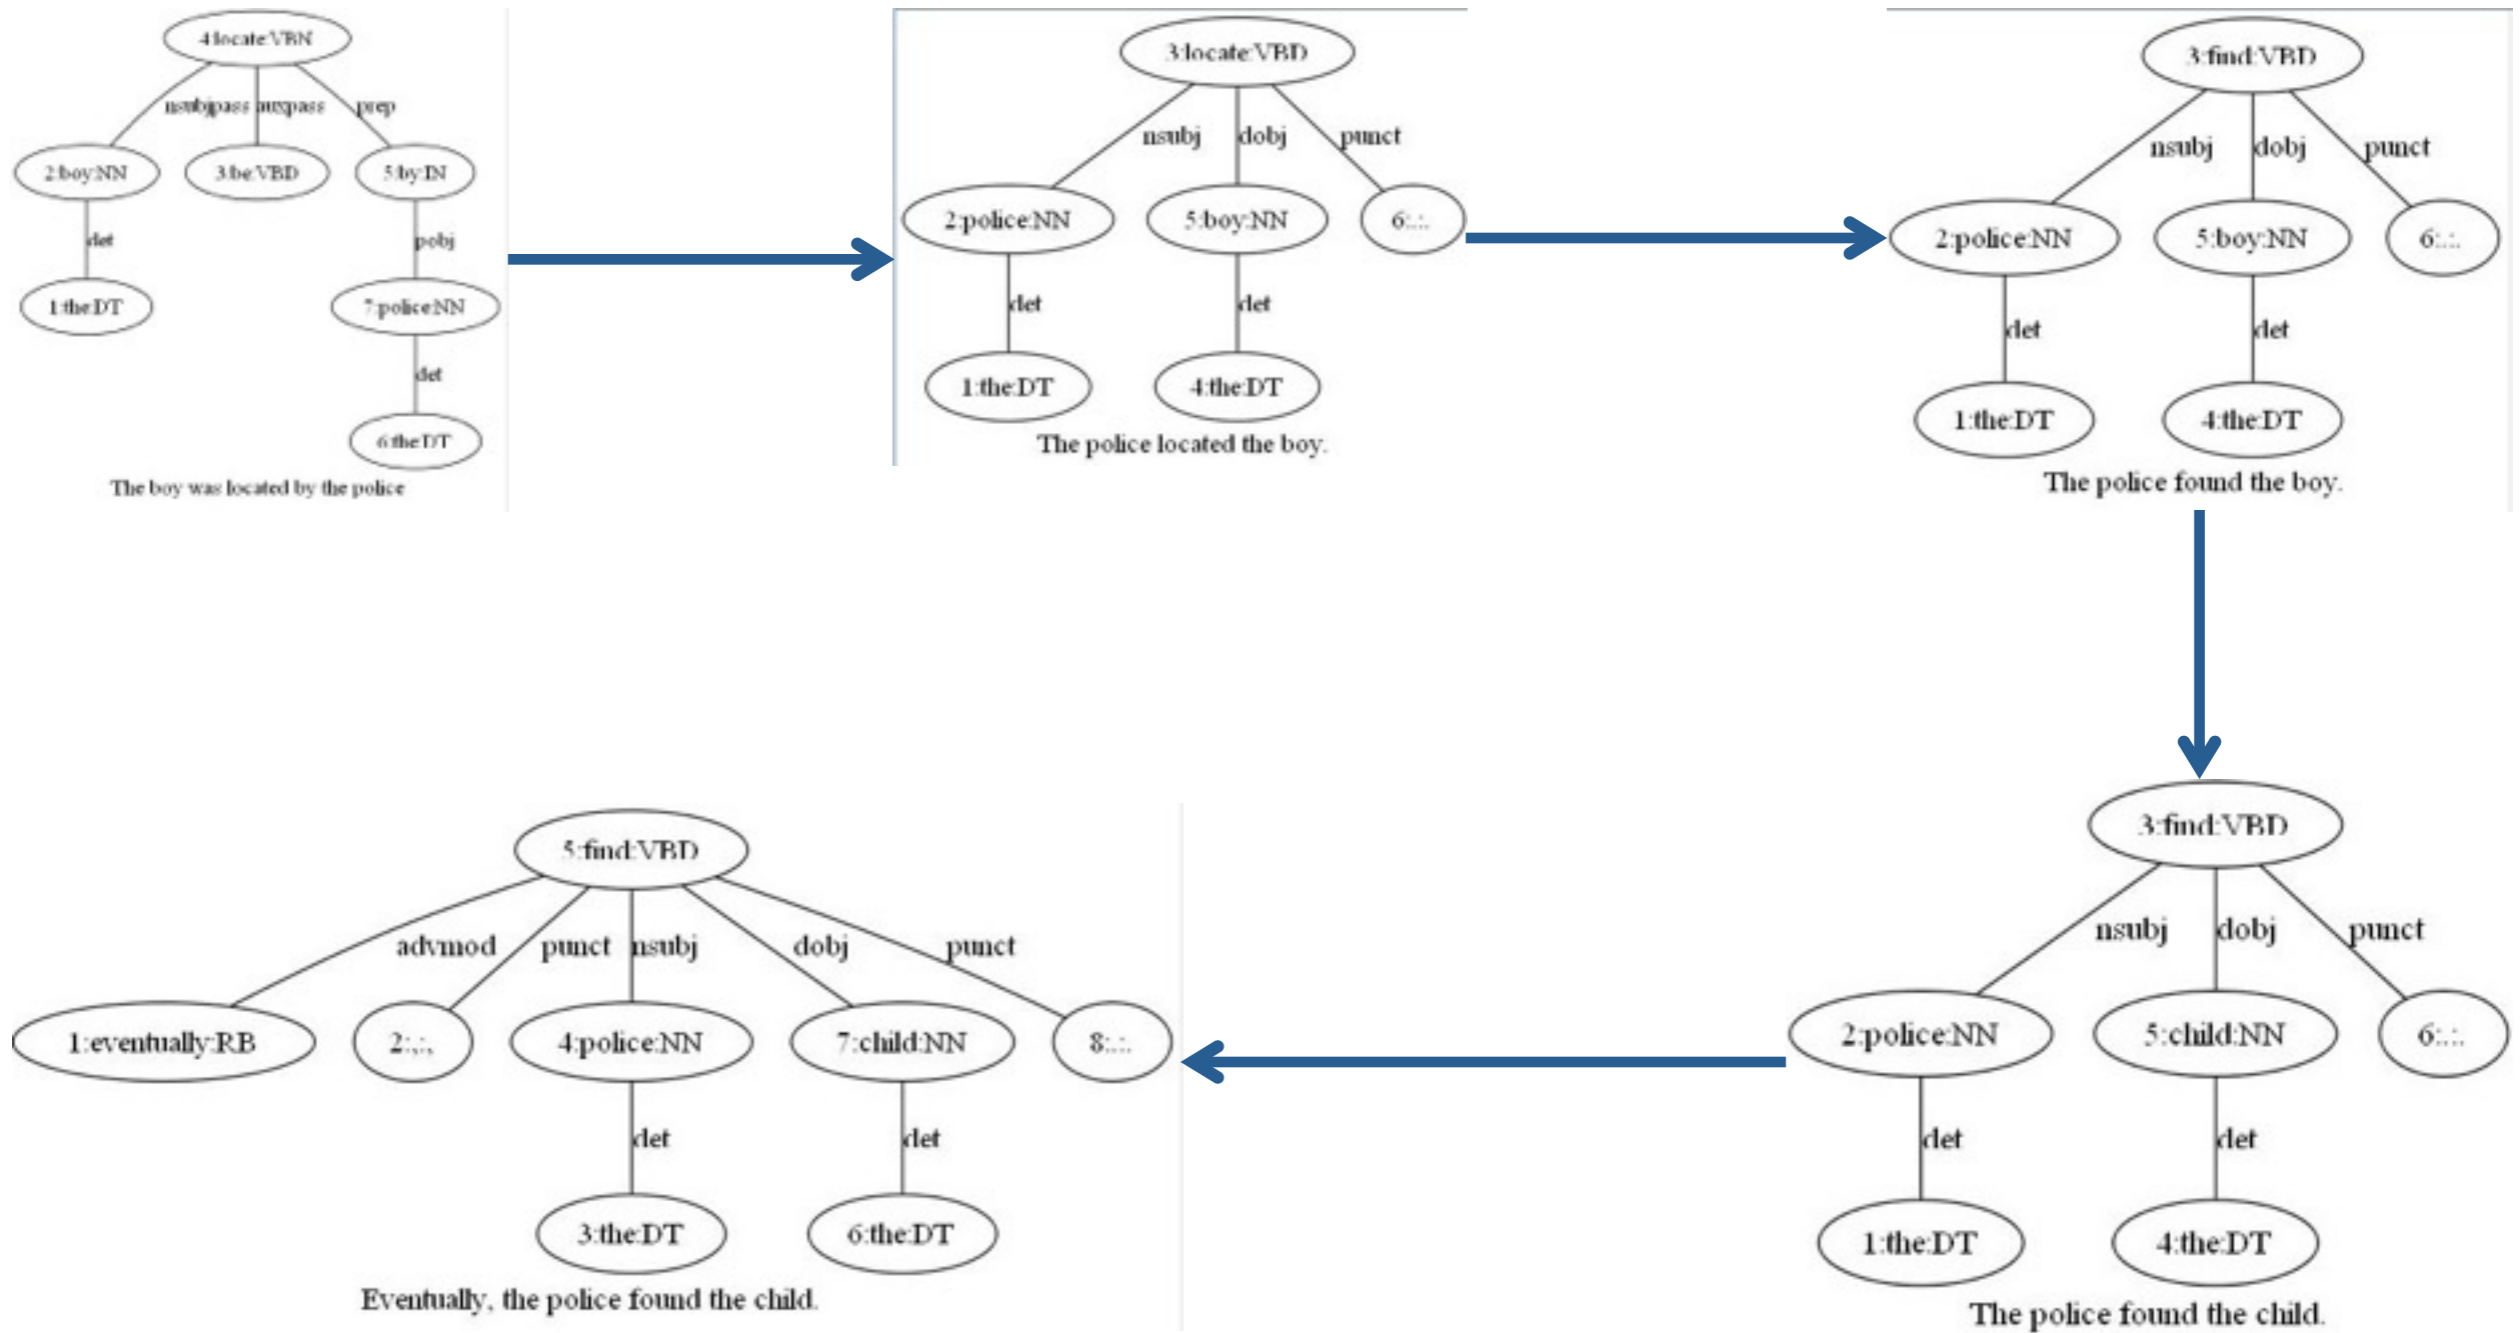 4:locate:VBN
nsubjpass auxpass prep
2:boy:NN 3:be:VBD 5:by:IN
det pobj
1:the:DT 7:police:NN
det
6:the:DT
The boy was located by the police
3:locate:VBD
nsubj dobj punct
2:police:NN 5:boy:NN 6:.:.
det det
1:the:DT 4:the:DT
The police located the boy.
3:find:VBD
nsubj dobj punct
2:police:NN 5:boy:NN 6:.:.
det det
1:the:DT 4:the:DT
The police found the boy.
3:find:VBD
nsubj dobj punct
2:police:NN 5:child:NN 6:.:.
det det
1:the:DT 4:the:DT
The police found the child.
5:find:VBD
advmod punct nsubj dobj punct
1:eventually:RB 2:,:, 4:police:NN 7:child:NN 8:.:.
det det
3:the:DT 6:the:DT
Eventually, the police found the child.